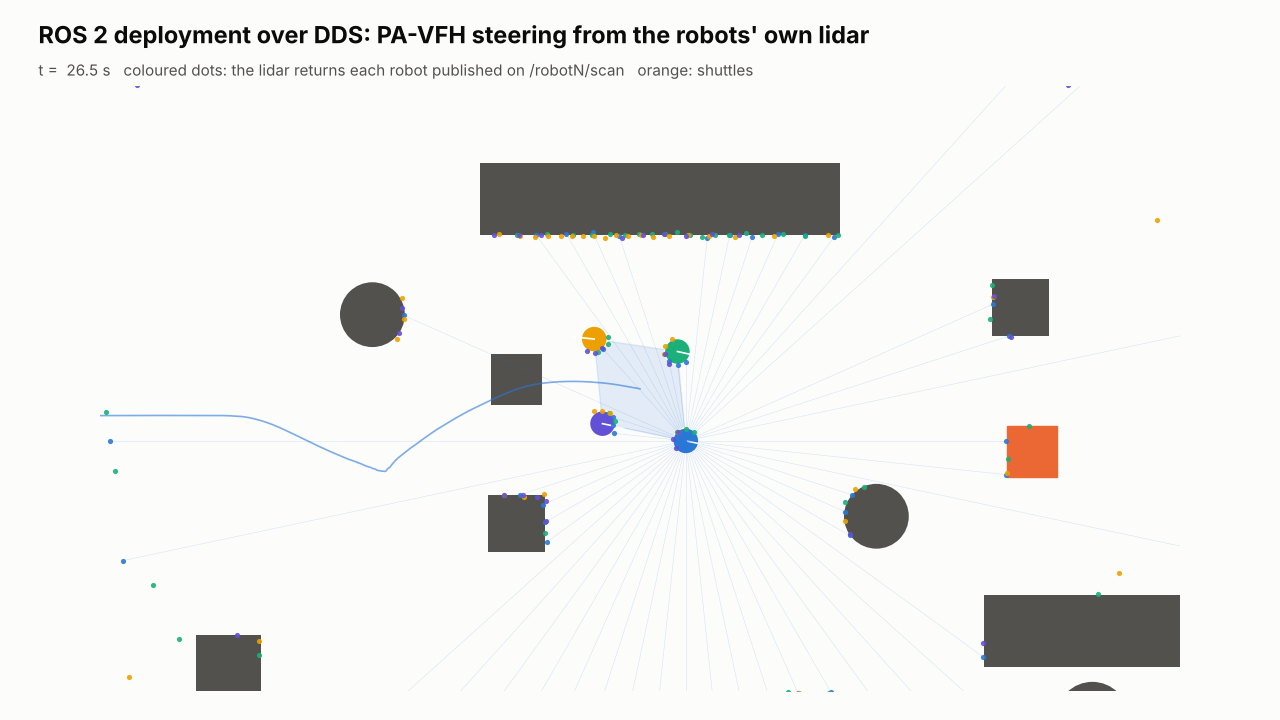 ROS 2 deployment over DDS: PA-VFH steering from the robots' own lidar
t = 26.5 s coloured dots: the lidar returns each robot published on /robotN/scan orange: shuttles